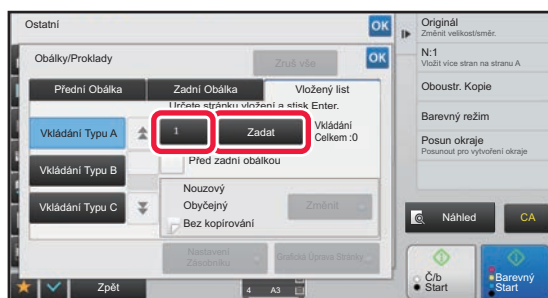 Ostatní
OK
Obálky/Proklady
Zruš vše
OK
Přední Obálka
Zadní Obálka
Vložený list
Určete stránku vložení a stisk Enter.
Vkládání Typu A
1
Zadat
Vkládání
Celkem :0
Před zadní obálkou
Vkládání Typu B
Vkládání Typu C
Nouzový
Obyčejný
Bez kopírování
Změnit
Nastavení
Zásobníku
Grafická Úprava Stránky
Zpět
4
A3
Originál
Změnit velikost/směr.
N:1
Vložit více stran na stranu A
Oboustr. Kopie
Barevný režim
Posun okraje
Posunout pro vytvoření okraje
Náhled
CA
Č/b
Start
Barevný
Start